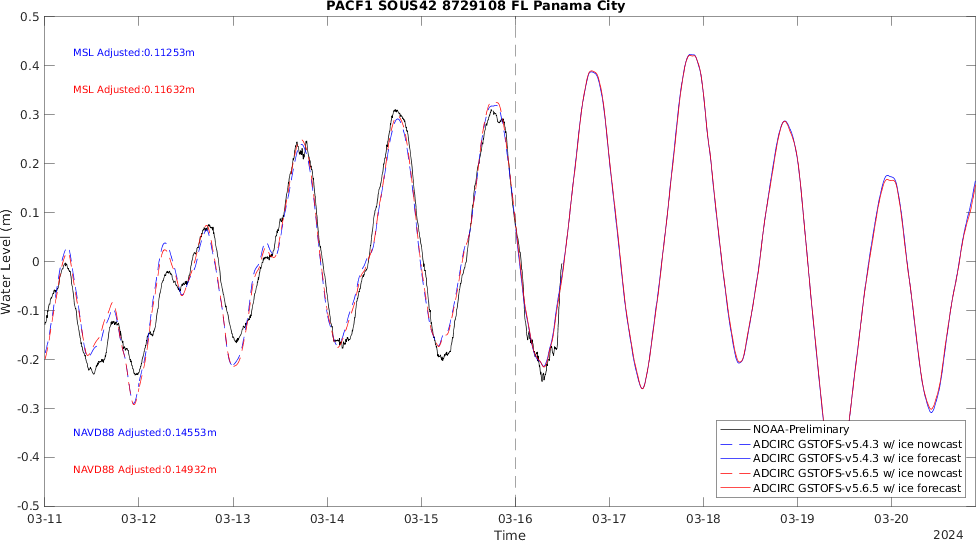 PACF1 SOUS42 8729108 FL Panama City
MSL Adjusted:0.11253m
MSL Adjusted:0.11632m
NAVD88 Adjusted:0.14553m
NAVD88 Adjusted:0.14932m
Water Level (m)
0.5
0.4
0.3
0.2
0.1
0
-0.1
-0.2
-0.3
-0.4
-0.5
NOAA-Preliminary
ADCIRC GSTOFS-v5.4.3 w/ ice nowcast
ADCIRC GSTOFS-v5.4.3 w/ ice forecast
ADCIRC GSTOFS-v5.6.5 w/ ice nowcast
ADCIRC GSTOFS-v5.6.5 w/ ice forecast
03-11 03-12 03-13 03-14 03-15 03-16 03-17 03-18 03-19 03-20
Time
2024